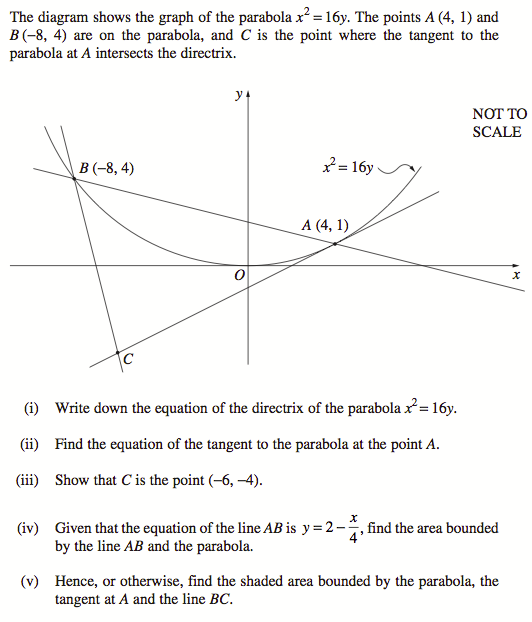 The diagram shows the graph of the parabola x² = 16y. The points A (4, 1) and
B (–8, 4) are on the parabola, and C is the point where the tangent to the
parabola at A intersects the directrix.
y
NOT TO
SCALE
B (–8, 4)
x² = 16y
A (4, 1)
O
x
C
(i) Write down the equation of the directrix of the parabola x² = 16y.
(ii) Find the equation of the tangent to the parabola at the point A.
(iii) Show that C is the point (–6, –4).
(iv) Given that the equation of the line AB is y = 2 – x/4, find the area bounded
by the line AB and the parabola.
(v) Hence, or otherwise, find the shaded area bounded by the parabola, the
tangent at A and the line BC.